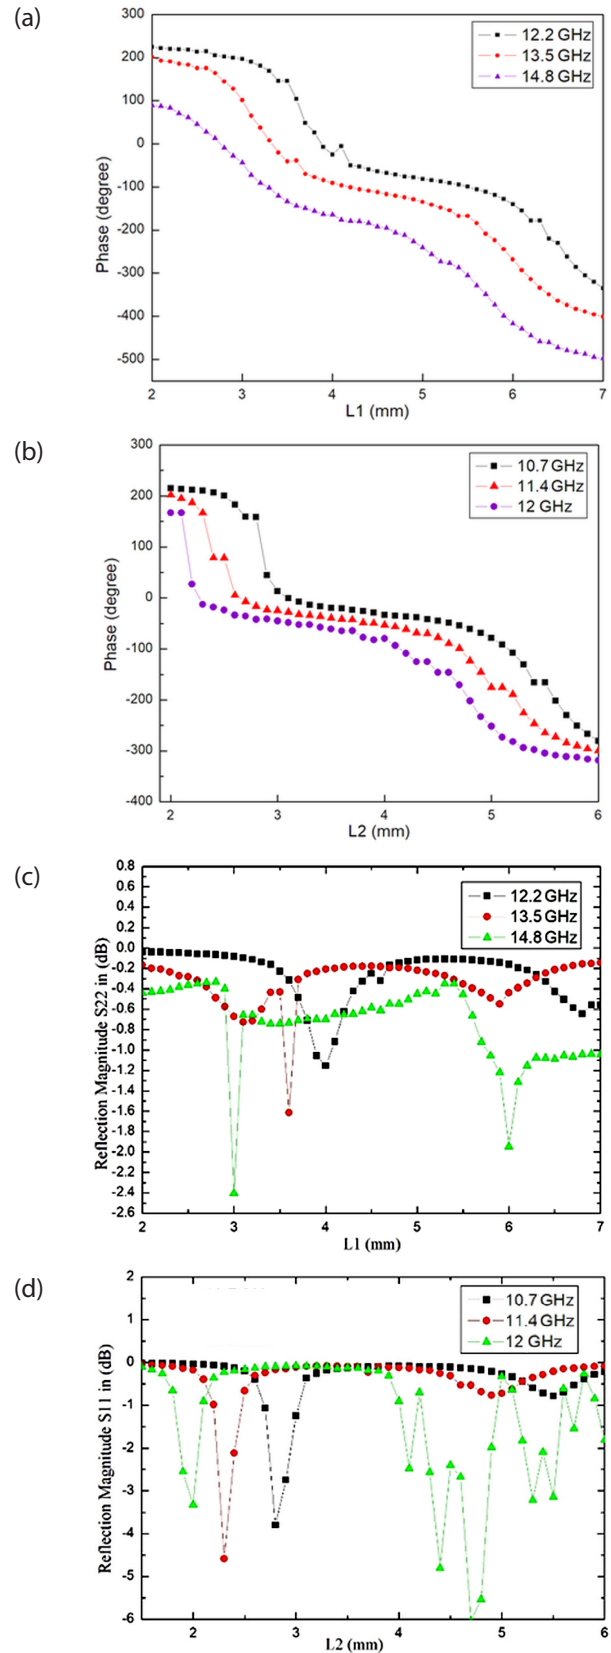 (a)
300
200
100
0
-100
-200
-300
-400
-500
Phase (degree)
12.2 GHz
13.5 GHz
14.8 GHz
2 3 4 5 6 7
L1 (mm)
(b)
300
200
100
0
-100
-200
-300
-400
Phase (degree)
10.7 GHz
11.4 GHz
12 GHz
2 3 4 5 6
L2 (mm)
(c)
0.8
0.6
0.4
0.2
0.0
-0.2
-0.4
-0.6
-0.8
-1.0
-1.2
-1.4
-1.6
-1.8
-2.0
-2.2
-2.4
-2.6
Reflection Magnitude S22 in (dB)
12.2 GHz
13.5 GHz
14.8 GHz
2 3 4 5 6 7
L1 (mm)
(d)
2
1
0
-1
-2
-3
-4
-5
-6
Reflection Magnitude S11 in (dB)
10.7 GHz
11.4 GHz
12 GHz
2 3 4 5 6
L2 (mm)